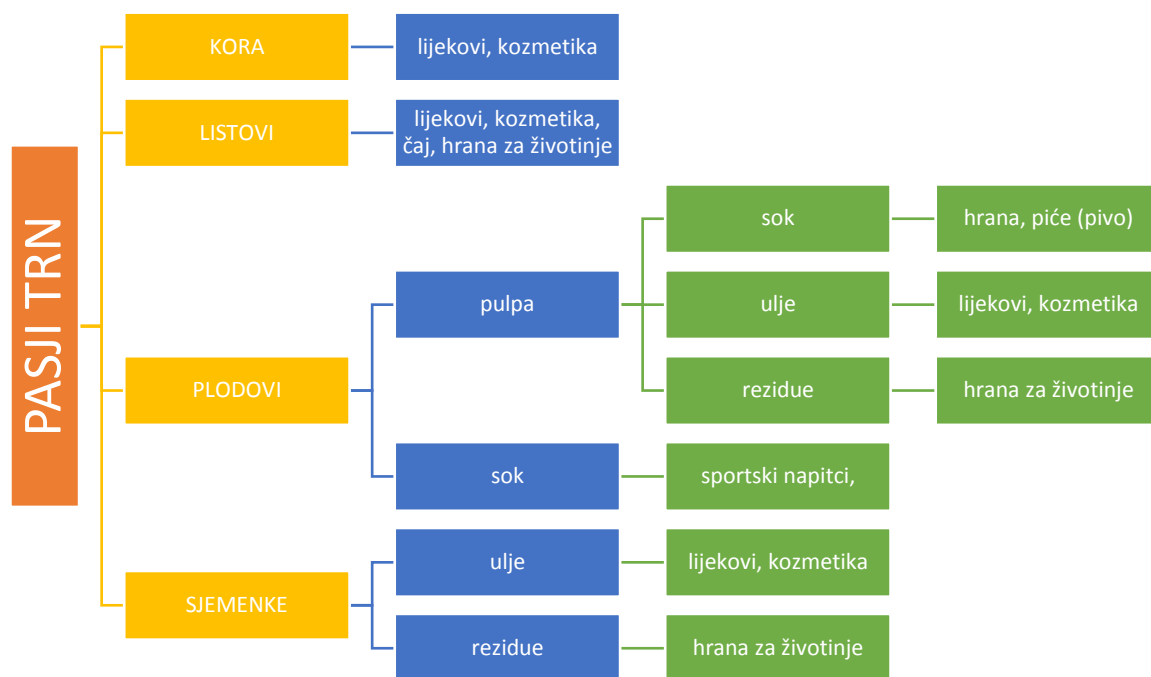 PASJI TRN
KORA
lijekovi, kozmetika
LISTOVI
lijekovi, kozmetika,
čaj, hrana za životinje
PLODOVI
pulpa
sok
hrana, piće (pivo)
ulje
lijekovi, kozmetika
rezidue
hrana za životinje
sok
sportski napitci,
SJEMENKE
ulje
lijekovi, kozmetika
rezidue
hrana za životinje